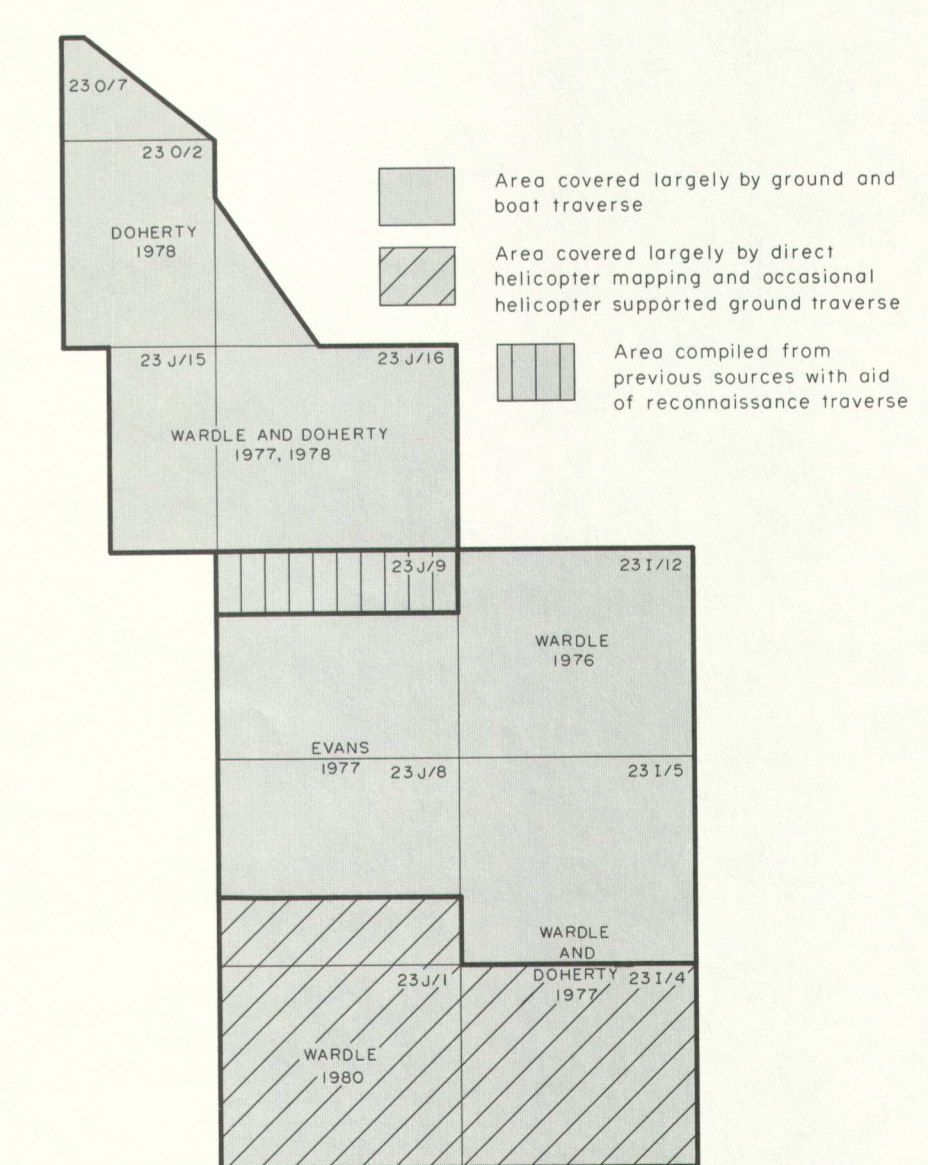 23 O/7
23 O/2
DOHERTY
1978
Area covered largely by ground and
boat traverse
Area covered largely by direct
helicopter mapping and occasional
helicopter supported ground traverse
Area compiled from
previous sources with aid
of reconnaissance traverse
23 J/15
23 J/16
WARDLE AND DOHERTY
1977, 1978
23 J/9
23 I/12
WARDLE
1976
EVANS
1977
23 J/8
23 I/5
WARDLE
AND
DOHERTY
1977
23 J/1
23 I/4
WARDLE
1980